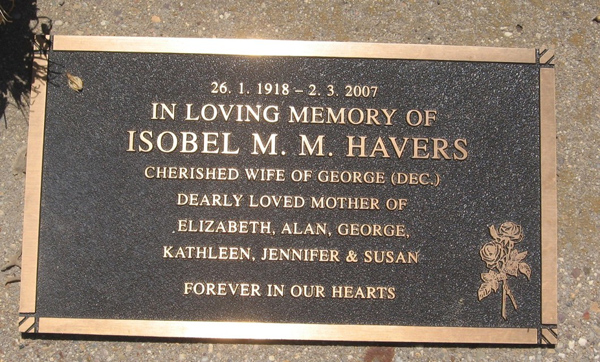 26. 1. 1918 – 2. 3. 2007
IN LOVING MEMORY OF
ISOBEL M. M. HAVERS
CHERISHED WIFE OF GEORGE (DEC.)
DEARLY LOVED MOTHER OF
ELIZABETH, ALAN, GEORGE,
KATHLEEN, JENNIFER & SUSAN
FOREVER IN OUR HEARTS